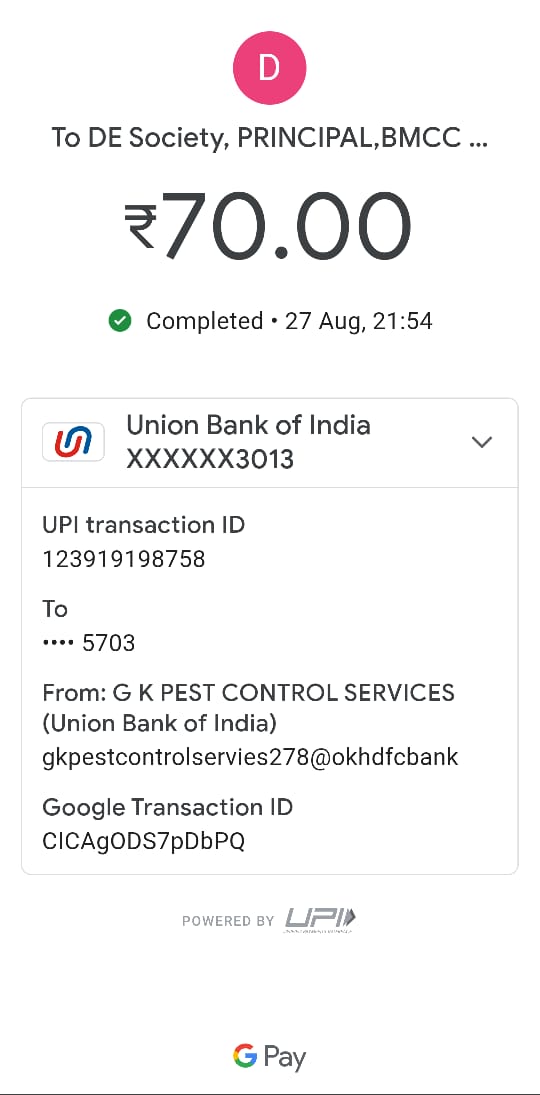 D
To DE Society, PRINCIPAL,BMCC ...
₹70.00
Completed • 27 Aug, 21:54
Union Bank of India
XXXXXX3013
UPI transaction ID
123919198758
To
•••• 5703
From: G K PEST CONTROL SERVICES
(Union Bank of India)
gkpestcontrolservies278@okhdfcbank
Google Transaction ID
CICAgODS7pDbPQ
POWERED BY UPI
G Pay